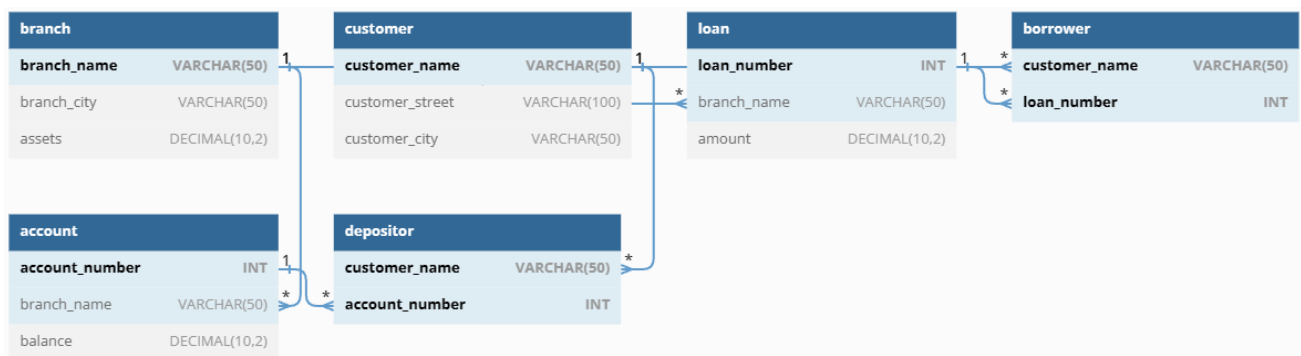 branch
branch_name VARCHAR(50)
branch_city VARCHAR(50)
assets DECIMAL(10,2)
1
customer
customer_name VARCHAR(50)
customer_street VARCHAR(100)
customer_city VARCHAR(50)
1
*
loan
loan_number INT
branch_name VARCHAR(50)
amount DECIMAL(10,2)
1
*
*
borrower
customer_name VARCHAR(50)
loan_number INT
account
account_number INT
branch_name VARCHAR(50)
balance DECIMAL(10,2)
1
*
*
depositor
customer_name VARCHAR(50)
account_number INT
*